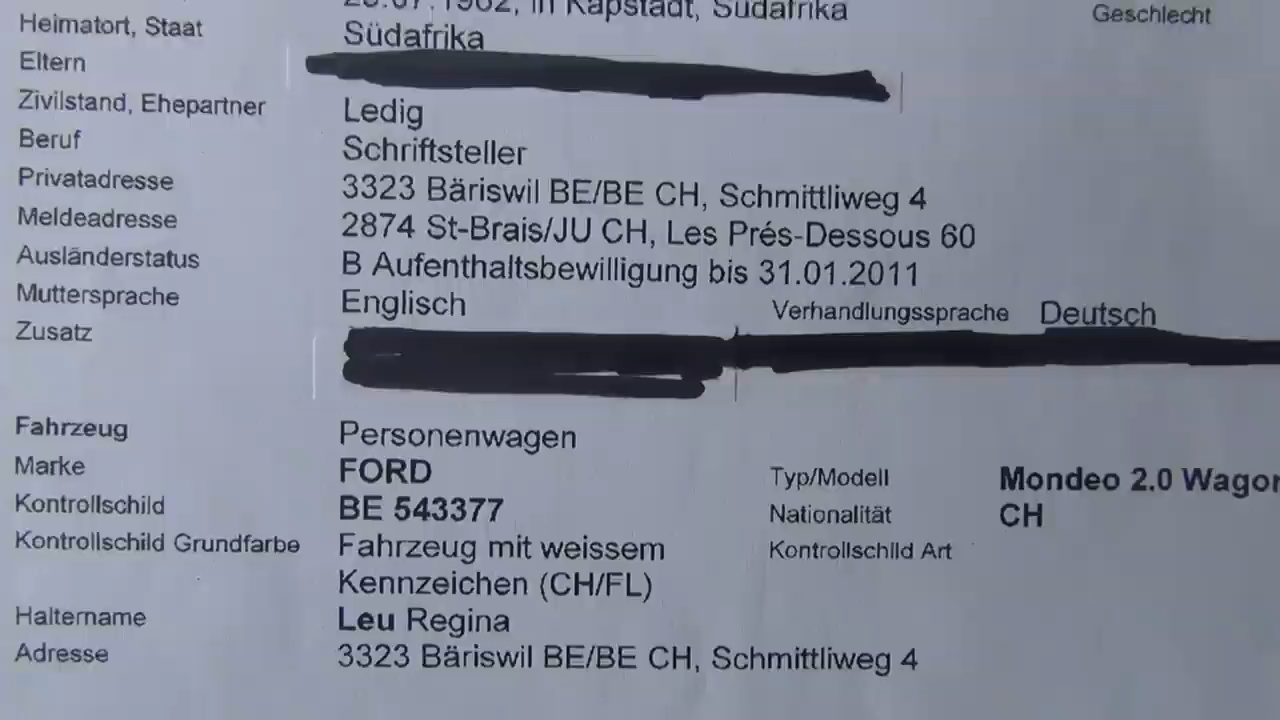 in Kapstadt, Südafrika
Geschlecht
Heimatort, Staat Südafrika
Eltern
Zivilstand, Ehepartner Ledig
Beruf Schriftsteller
Privatadresse 3323 Bäriswil BE/BE CH, Schmittliweg 4
Meldeadresse 2874 St-Brais/JU CH, Les Prés-Dessous 60
Ausländerstatus B Aufenthaltsbewilligung bis 31.01.2011
Muttersprache Englisch Verhandlungssprache Deutsch
Zusatz
Fahrzeug Personenwagen
Marke FORD Typ/Modell Mondeo 2.0 Wagon
Kontrollschild BE 543377 Nationalität CH
Kontrollschild Grundfarbe Fahrzeug mit weissem Kontrollschild Art
Kennzeichen (CH/FL)
Haltername Leu Regina
Adresse 3323 Bäriswil BE/BE CH, Schmittliweg 4